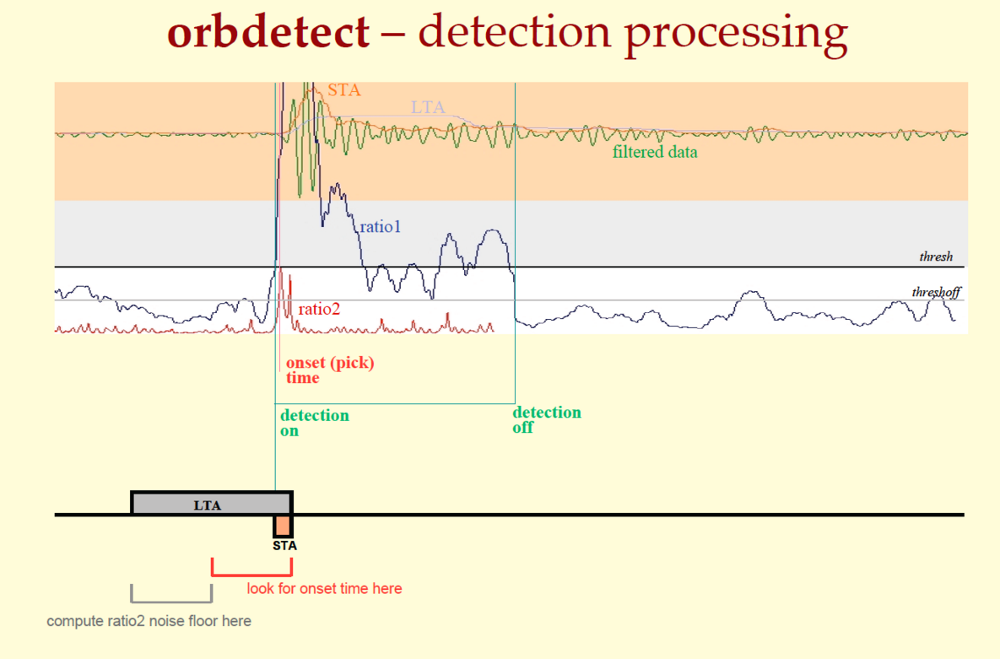 orbdetect – detection processing
STA
LTA
filtered data
ratio1
thresh
threshoff
ratio2
onset (pick)
time
detection
on
detection
off
LTA
STA
look for onset time here
compute ratio2 noise floor here